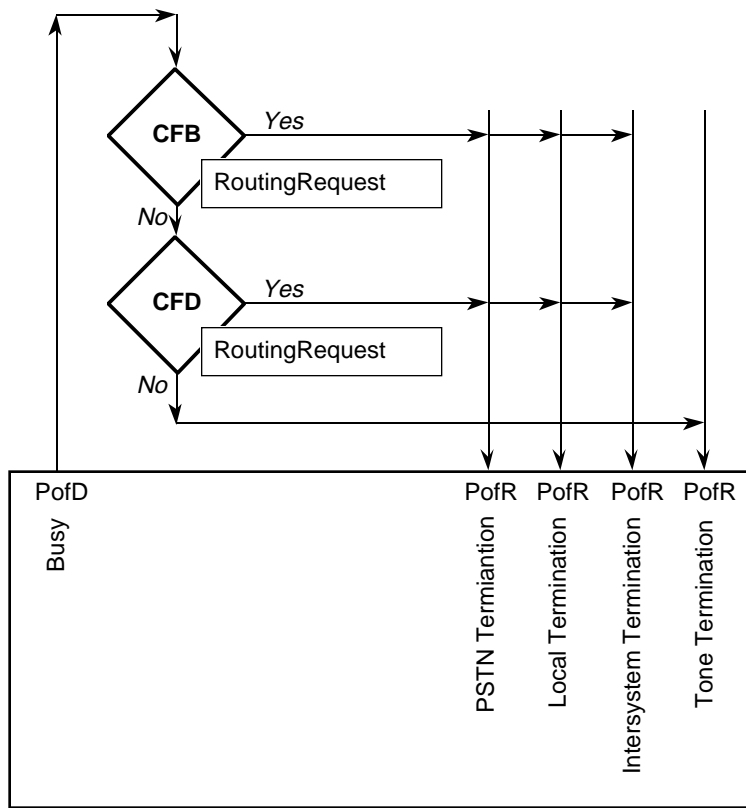 CFB
Yes
RoutingRequest
No
CFD
Yes
RoutingRequest
No
PofD
PofR
PofR
PofR
PofR
Busy
PSTN Termiantion
Local Termination
Intersystem Termination
Tone Termination